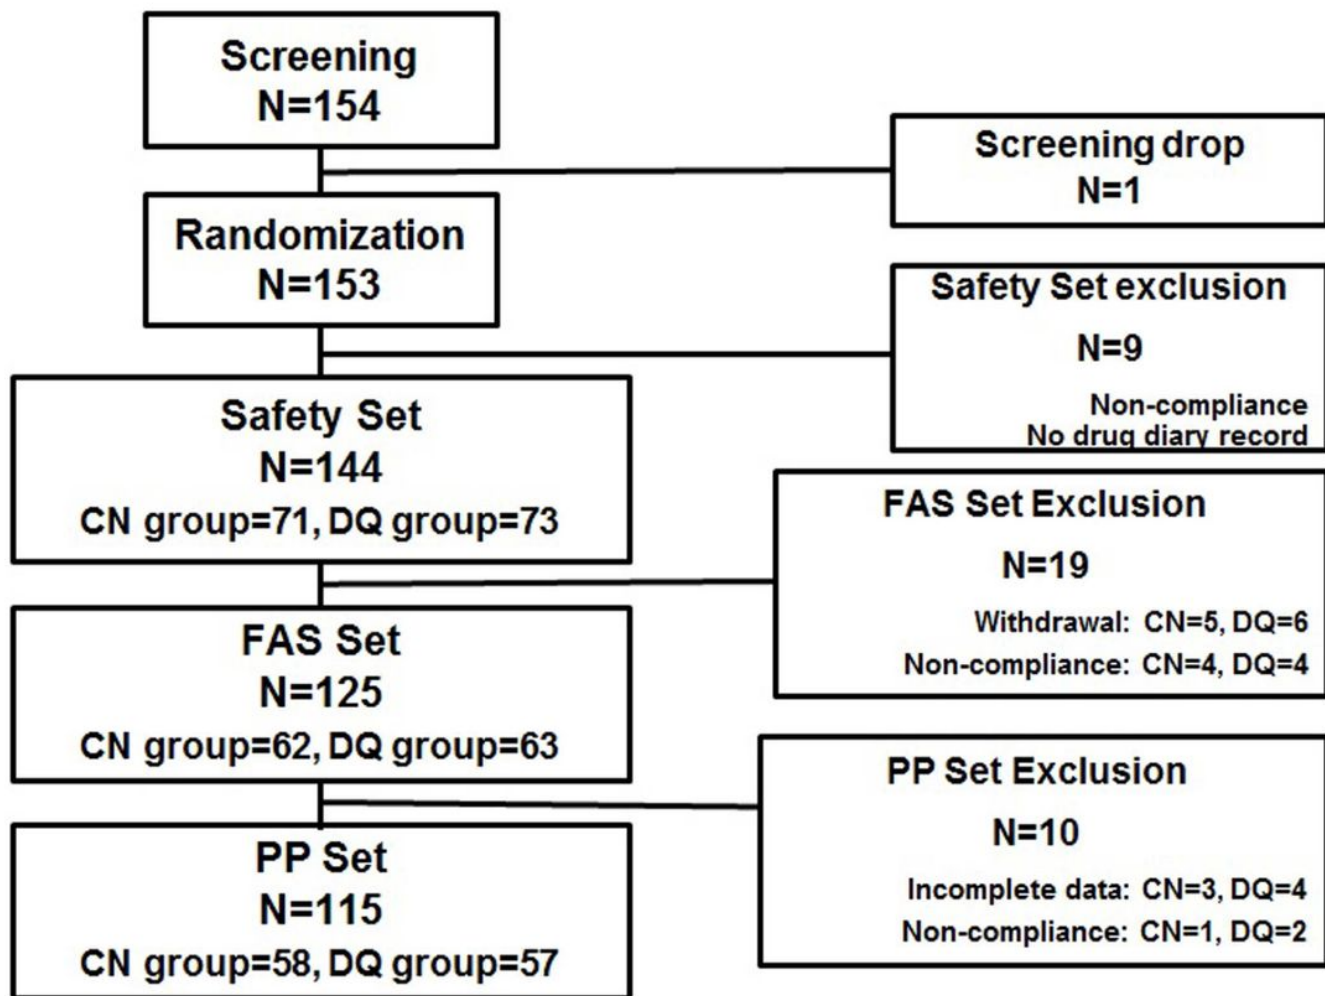 Screening
N=154
Screening drop
N=1
Randomization
N=153
Safety Set exclusion
N=9
Non-compliance
No drug diary record
Safety Set
N=144
CN group=71, DQ group=73
FAS Set Exclusion
N=19
Withdrawal: CN=5, DQ=6
Non-compliance: CN=4, DQ=4
FAS Set
N=125
CN group=62, DQ group=63
PP Set Exclusion
N=10
Incomplete data: CN=3, DQ=4
Non-compliance: CN=1, DQ=2
PP Set
N=115
CN group=58, DQ group=57